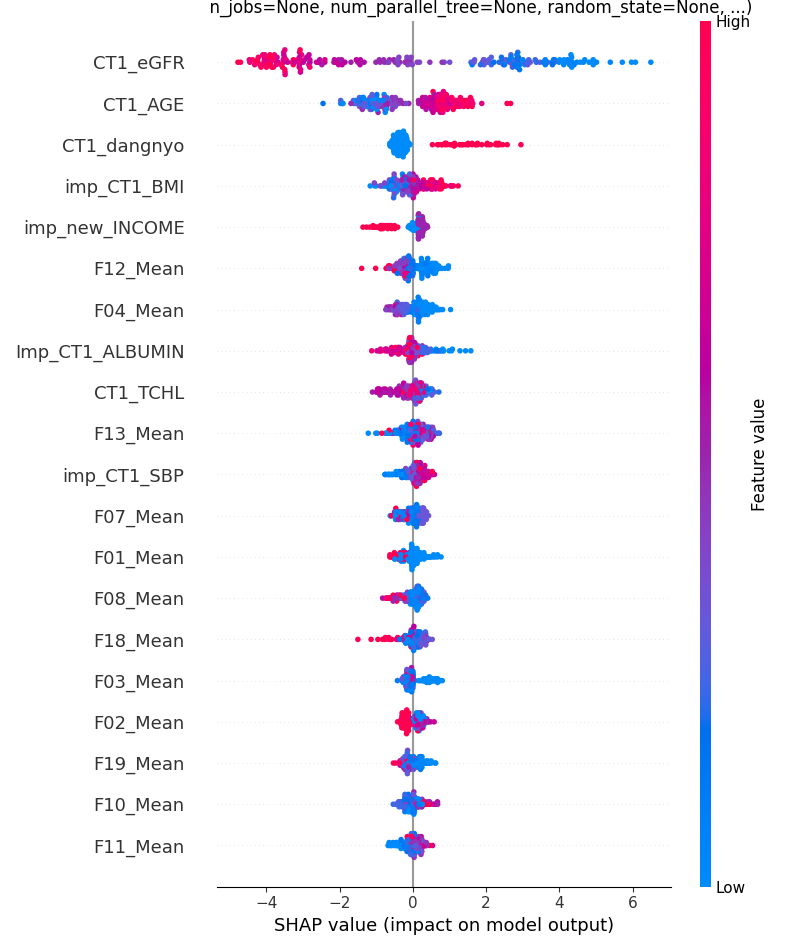 n_jobs=None, num_parallel_tree=None, random_state=None, ...)
High
CT1_eGFR
CT1_AGE
CT1_dangnyo
imp_CT1_BMI
imp_new_INCOME
F12_Mean
F04_Mean
Imp_CT1_ALBUMIN
CT1_TCHL
F13_Mean
imp_CT1_SBP
F07_Mean
F01_Mean
F08_Mean
F18_Mean
F03_Mean
F02_Mean
F19_Mean
F10_Mean
F11_Mean
Feature value
Low
−4 −2 0 2 4 6
SHAP value (impact on model output)